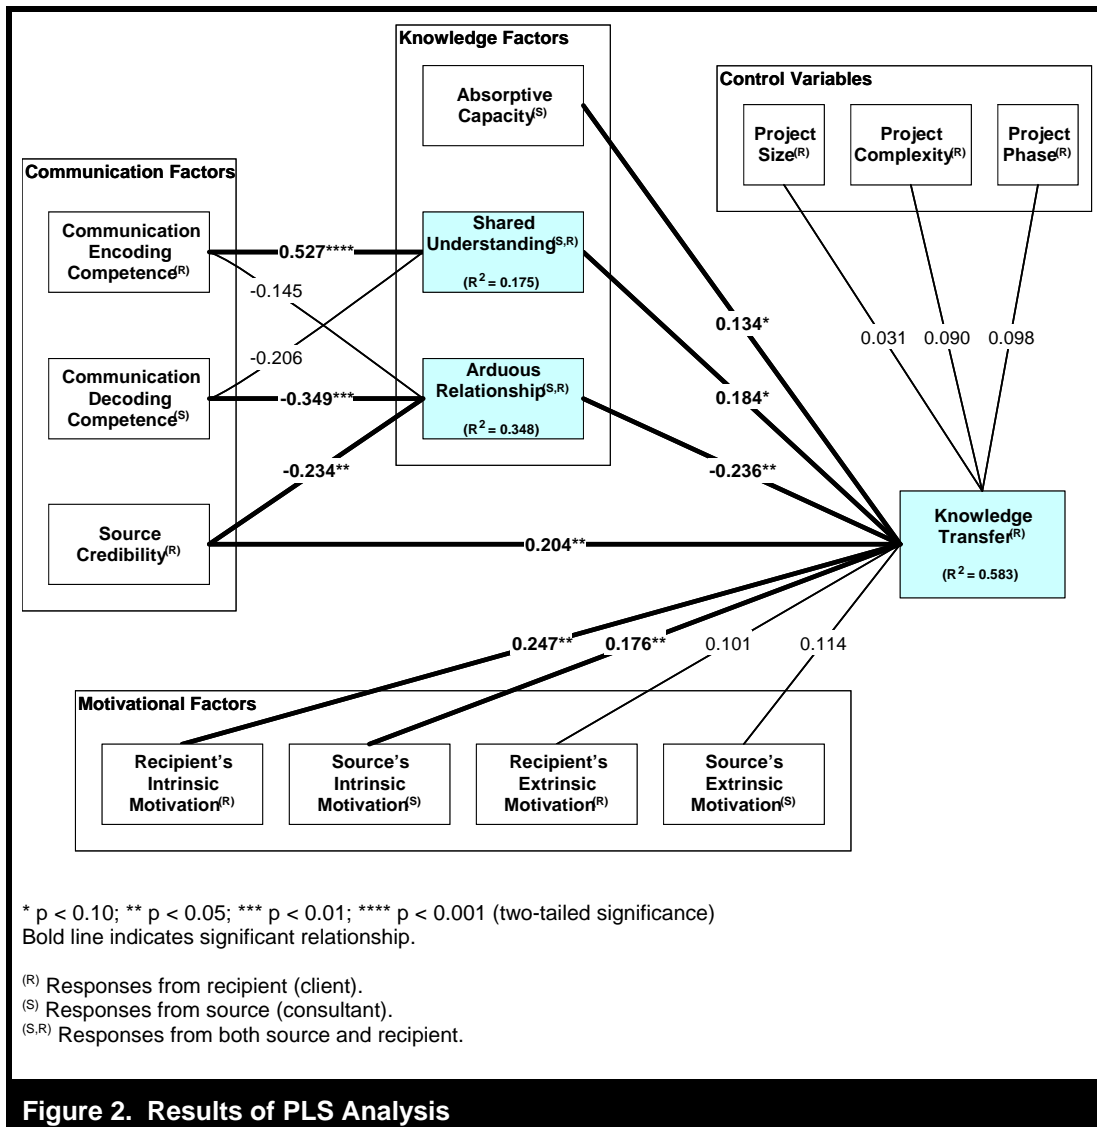 Knowledge Factors
Absorptive
Capacity(S)
Shared
Understanding(S,R)
(R2 = 0.175)
Arduous
Relationship(S,R)
(R2 = 0.348)
Control Variables
Project
Size(R)
Project
Complexity(R)
Project
Phase(R)
Communication Factors
Communication
Encoding
Competence(R)
Communication
Decoding
Competence(S)
Source
Credibility(R)
0.527****
-0.145
-0.206
-0.349***
-0.234**
0.134*
0.184*
-0.236**
0.204**
0.031
0.090
0.098
Knowledge
Transfer(R)
(R2 = 0.583)
0.247**
0.176**
0.101
0.114
Motivational Factors
Recipient's
Intrinsic
Motivation(R)
Source's
Intrinsic
Motivation(S)
Recipient's
Extrinsic
Motivation(R)
Source's
Extrinsic
Motivation(S)
* p < 0.10; ** p < 0.05; *** p < 0.01; **** p < 0.001 (two-tailed significance)
Bold line indicates significant relationship.
(R) Responses from recipient (client).
(S) Responses from source (consultant).
(S,R) Responses from both source and recipient.
Figure 2. Results of PLS Analysis